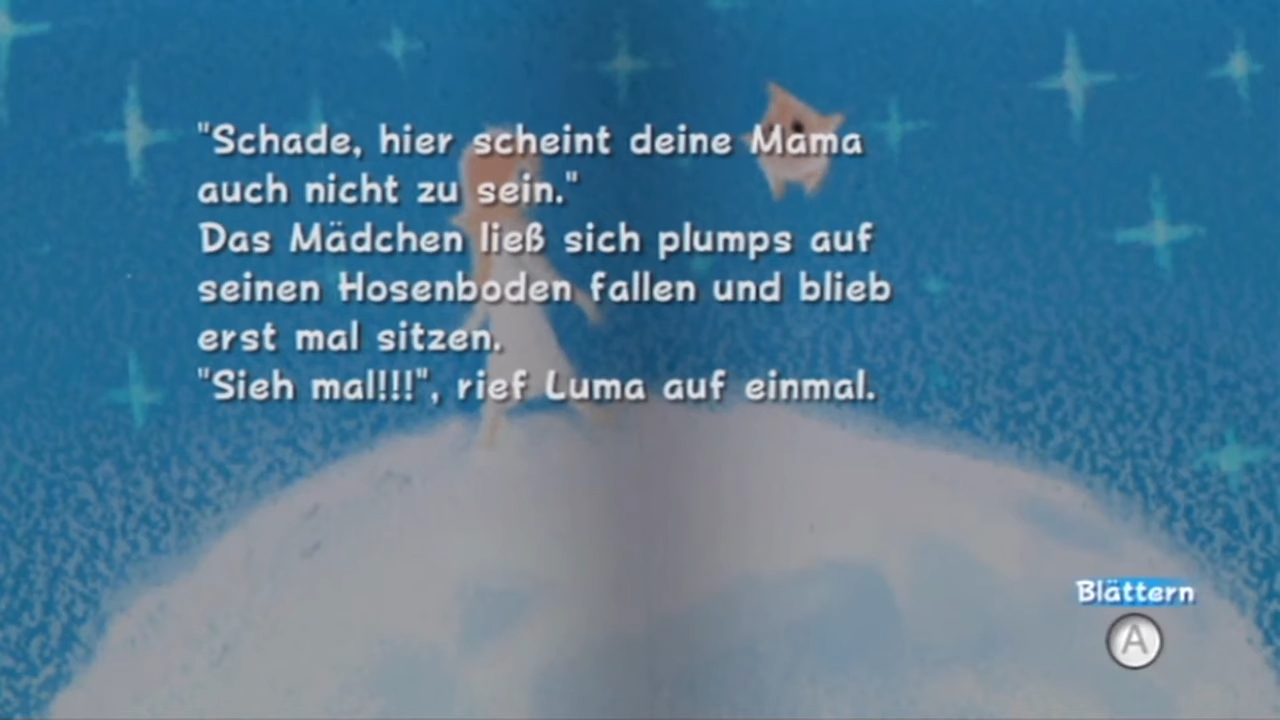 "Schade, hier scheint deine Mama
auch nicht zu sein."
Das Mädchen ließ sich plumps auf
seinen Hosenboden fallen und blieb
erst mal sitzen.
"Sieh mal!!!", rief Luma auf einmal.
Blättern
A